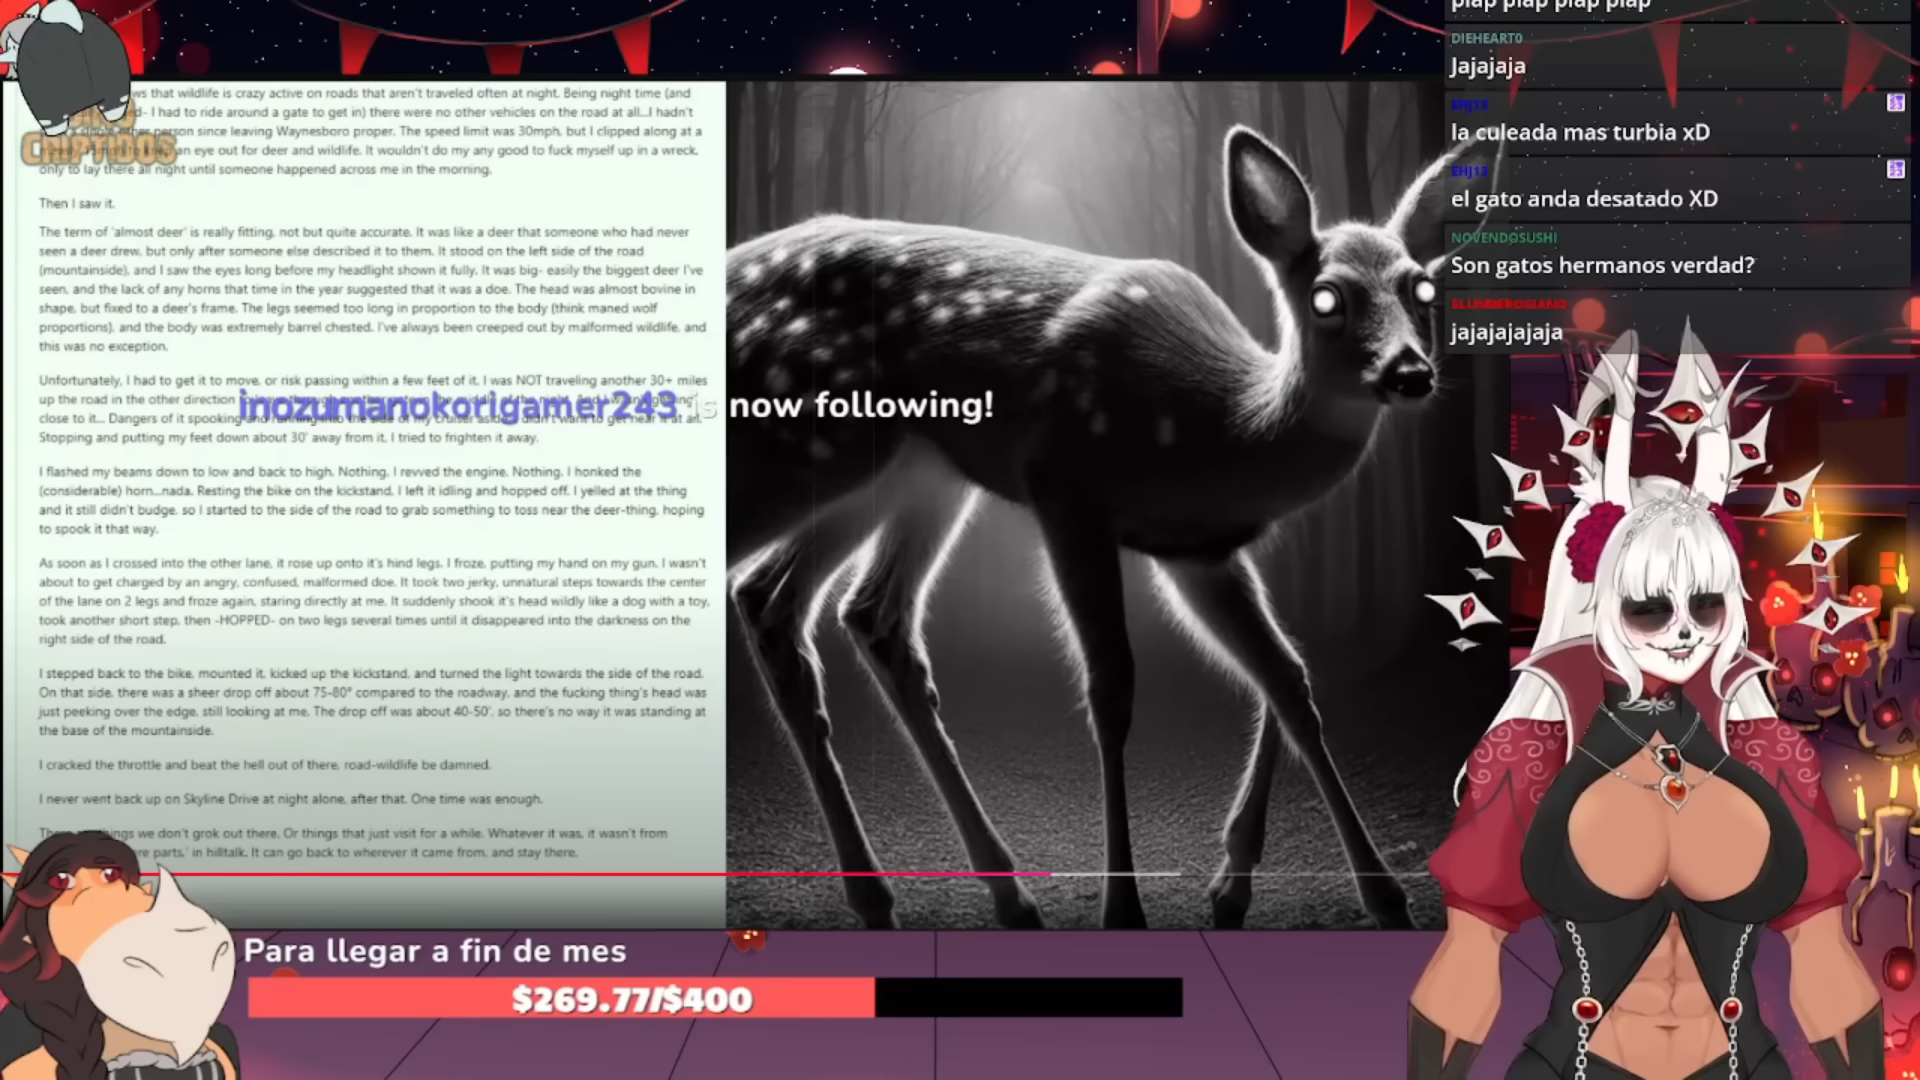 ws that wildlife is crazy active on roads that aren't traveled often at night. Being night time (and
d- I had to ride around a gate to get in) there were no other vehicles on the road at all...I hadn't
person since leaving Waynesboro proper. The speed limit was 30mph, but I clipped along at a
an eye out for deer and wildlife. It wouldn't do my any good to fuck myself up in a wreck,
only to lay there all night until someone happened across me in the morning.
Then I saw it.
The term of 'almost deer' is really fitting, not but quite accurate. It was like a deer that someone who had never
seen a deer drew, but only after someone else described it to them. It stood on the left side of the road
(mountainside), and I saw the eyes long before my headlight shown it fully. It was big- easily the biggest deer I've
seen, and the lack of any horns that time in the year suggested that it was a doe. The head was almost bovine in
shape, but fixed to a deer's frame. The legs seemed too long in proportion to the body (think maned wolf
proportions), and the body was extremely barrel chested. I've always been creeped out by malformed wildlife, and
this was no exception.
Unfortunately, I had to get it to move, or risk passing within a few feet of it. I was NOT traveling another 30+ miles
up the road in the other direction
close to it... Dangers of it spooking and running into the side of my cruiser aside, I didn't want to get near it at all.
Stopping and putting my feet down about 30' away from it, I tried to frighten it away.
I flashed my beams down to low and back to high. Nothing. I revved the engine. Nothing. I honked the
(considerable) horn...nada. Resting the bike on the kickstand, I left it idling and hopped off. I yelled at the thing
and it still didn't budge, so I started to the side of the road to grab something to toss near the deer-thing, hoping
to spook it that way.
As soon as I crossed into the other lane, it rose up onto it's hind legs. I froze, putting my hand on my gun. I wasn't
about to get charged by an angry, confused, malformed doe. It took two jerky, unnatural steps towards the center
of the lane on 2 legs and froze again, staring directly at me. It suddenly shook it's head wildly like a dog with a toy,
took another short step, then -HOPPED- on two legs several times until it disappeared into the darkness on the
right side of the road.
I stepped back to the bike, mounted it, kicked up the kickstand, and turned the light towards the side of the road.
On that side, there was a sheer drop off about 75-80° compared to the roadway, and the fucking thing's head was
just peeking over the edge, still looking at me. The drop off was about 40-50', so there's no way it was standing at
the base of the mountainside.
I cracked the throttle and beat the hell out of there, road-wildlife be damned.
I never went back up on Skyline Drive at night alone, after that. One time was enough.
things we don't grok out there. Or things that just visit for a while. Whatever it was, it wasn't from
re parts,' in hilltalk. It can go back to wherever it came from, and stay there.
CRIPTIDOS
inozumanokorigamer243 is now following!
plap plap plap plap
DIEHEART0
Jajajaja
EHJ13
la culeada mas turbia xD
EHJ13
el gato anda desatado XD
NOVENDOSUSHI
Son gatos hermanos verdad?
jajajajajaja
Para llegar a fin de mes
$269.77/$400